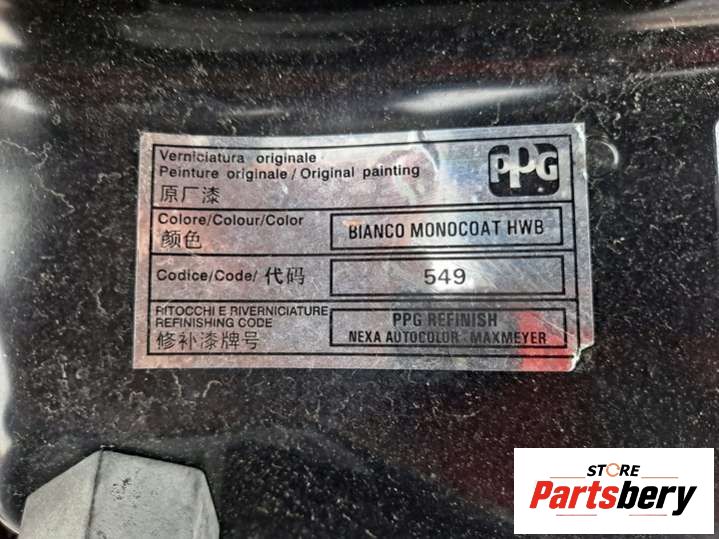 Verniciatura originale
Peinture originale/Original painting
原厂漆
PPG
Colore/Colour/Color
颜色
BIANCO MONOCOAT HWB
Codice/Code/代码
549
RITOCCHI E RIVERNICIATURE
REFINISHING CODE
修补漆牌号
PPG REFINISH
NEXA AUTOCOLOR - MAXMEYER
STORE
Partsbery